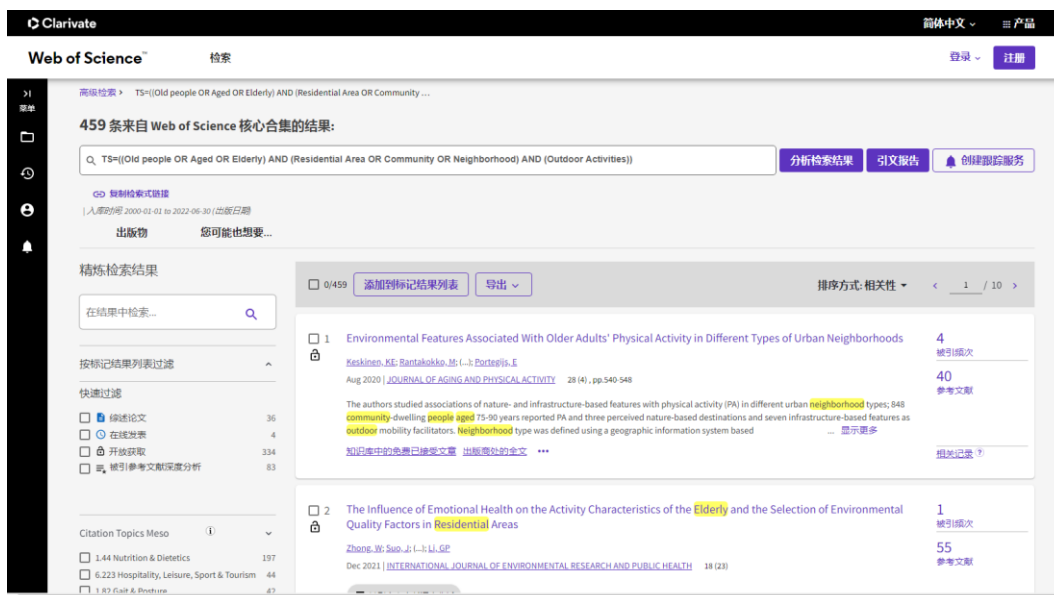 Clarivate
简体中文
产品
Web of Science™
检索
登录
注册
菜单
高级检索 > TS=((Old people OR Aged OR Elderly) AND (Residential Area OR Community ...
459 条来自 Web of Science 核心合集的结果:
TS=((Old people OR Aged OR Elderly) AND (Residential Area OR Community OR Neighborhood) AND (Outdoor Activities))
分析检索结果
引文报告
创建跟踪服务
复制检索式链接
| 入库时间 2000-01-01 to 2022-06-30 (出版日期)
出版物
您可能也想要...
精炼检索结果
在结果中检索...
按标记结果列表过滤
快速过滤
综述论文 36
在线发表 4
开放获取 334
被引参考文献深度分析 83
Citation Topics Meso
1.44 Nutrition & Dietetics 197
6.223 Hospitality, Leisure, Sport & Tourism 44
1.82 Gait & Posture 42
0/459
添加到标记结果列表
导出
排序方式: 相关性
< 1 / 10 >
1
Environmental Features Associated With Older Adults' Physical Activity in Different Types of Urban Neighborhoods
Keskinen, KE; Rantakokko, M; (...); Portegijs, E
Aug 2020 | JOURNAL OF AGING AND PHYSICAL ACTIVITY 28 (4) , pp.540-548
The authors studied associations of nature- and infrastructure-based features with physical activity (PA) in different urban neighborhood types; 848
community-dwelling people aged 75-90 years reported PA and three perceived nature-based destinations and seven infrastructure-based features as
outdoor mobility facilitators. Neighborhood type was defined using a geographic information system based ... 显示更多
知识库中的免费已接受文章 出版商处的全文 •••
4
被引频次
40
参考文献
相关记录 ?
2
The Influence of Emotional Health on the Activity Characteristics of the Elderly and the Selection of Environmental
Quality Factors in Residential Areas
Zhong, W; Suo, J; (...); Li, GP
Dec 2021 | INTERNATIONAL JOURNAL OF ENVIRONMENTAL RESEARCH AND PUBLIC HEALTH 18 (23)
1
被引频次
55
参考文献